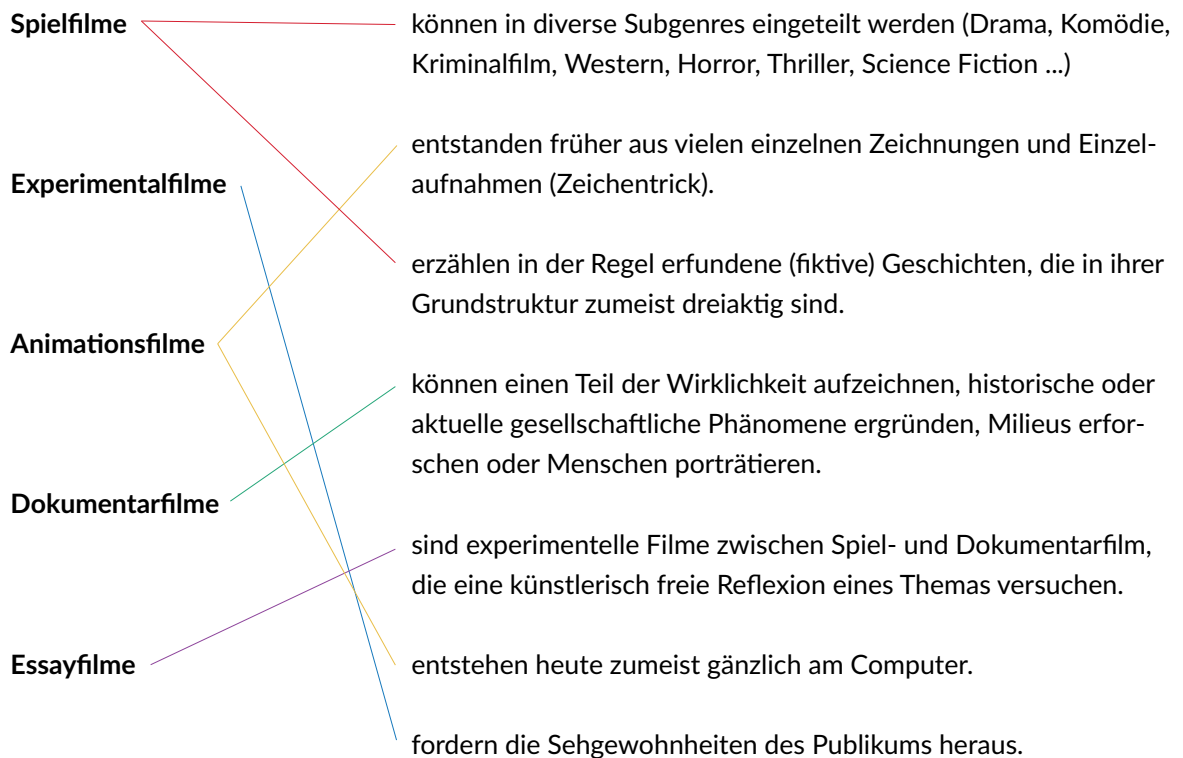 Spielfilme
können in diverse Subgenres eingeteilt werden (Drama, Komödie,
Kriminalfilm, Western, Horror, Thriller, Science Fiction ...)
entstanden früher aus vielen einzelnen Zeichnungen und Einzel-
aufnahmen (Zeichentrick).
Experimentalfilme
erzählen in der Regel erfundene (fiktive) Geschichten, die in ihrer
Grundstruktur zumeist dreiaktig sind.
Animationsfilme
können einen Teil der Wirklichkeit aufzeichnen, historische oder
aktuelle gesellschaftliche Phänomene ergründen, Milieus erfor-
schen oder Menschen porträtieren.
Dokumentarfilme
sind experimentelle Filme zwischen Spiel- und Dokumentarfilm,
die eine künstlerisch freie Reflexion eines Themas versuchen.
Essayfilme
entstehen heute zumeist gänzlich am Computer.
fordern die Sehgewohnheiten des Publikums heraus.